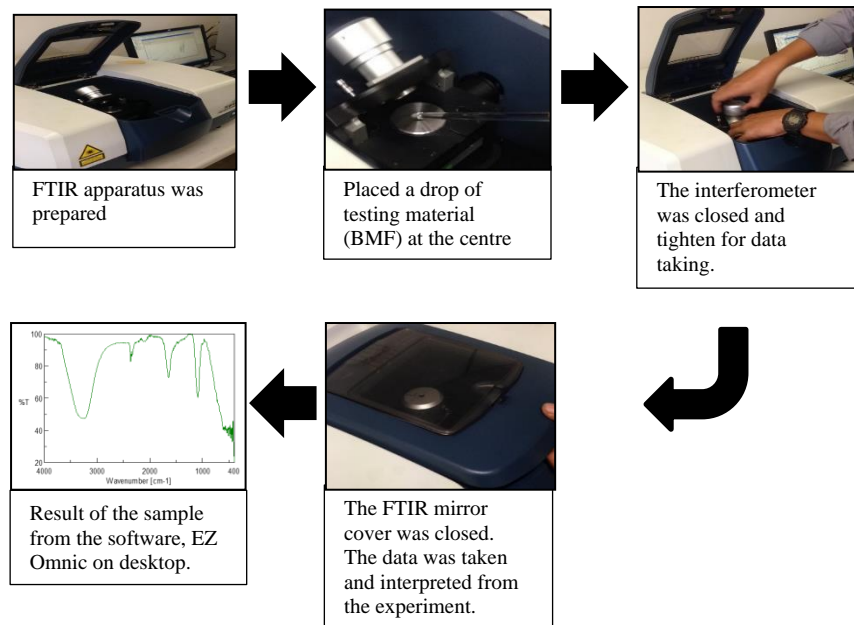 FTIR apparatus was
prepared
Placed a drop of
testing material
(BMF) at the centre
The interferometer
was closed and
tighten for data
taking.
100
80
%T
60
40
20
4000
3000
2000
1000
400
Wavenumber [cm-1]
Result of the sample
from the software, EZ
Omnic on desktop.
The FTIR mirror
cover was closed.
The data was taken
and interpreted from
the experiment.